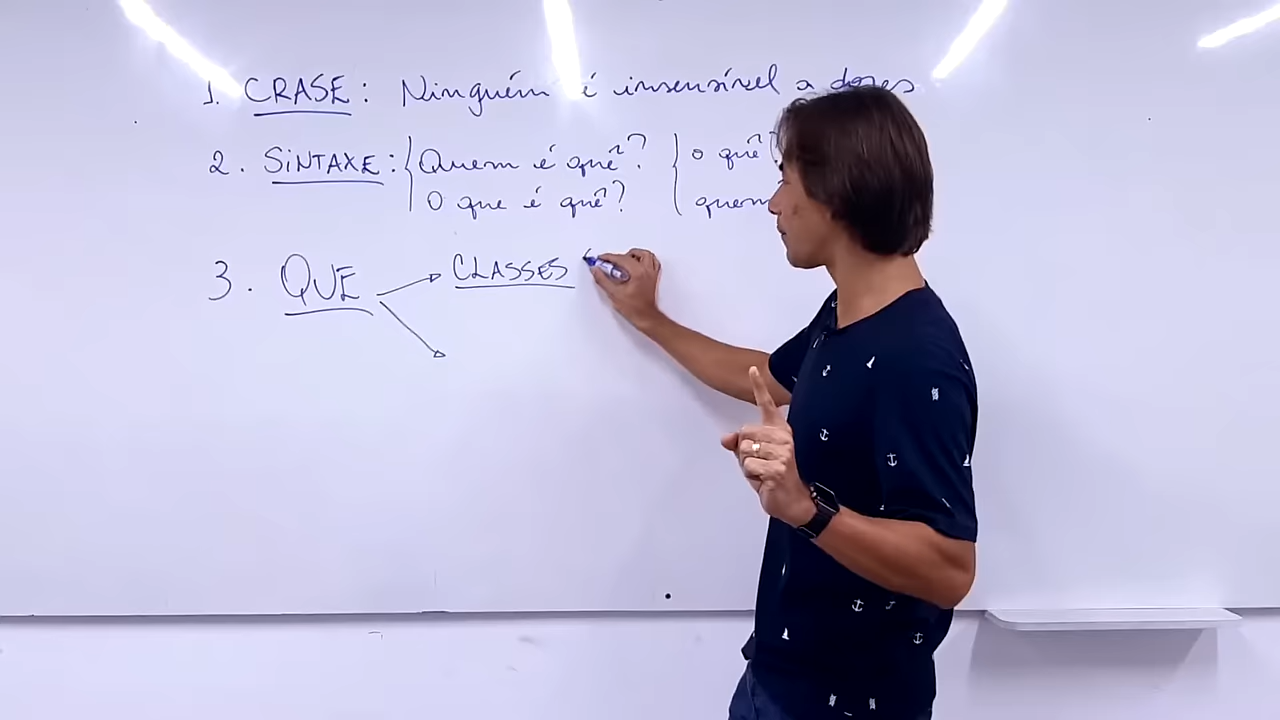 1. CRASE: Ninguém é insensível a dores
2. SINTAXE: Quem é quê? o quê?
O que é quê? quem
3. QUE CLASSES